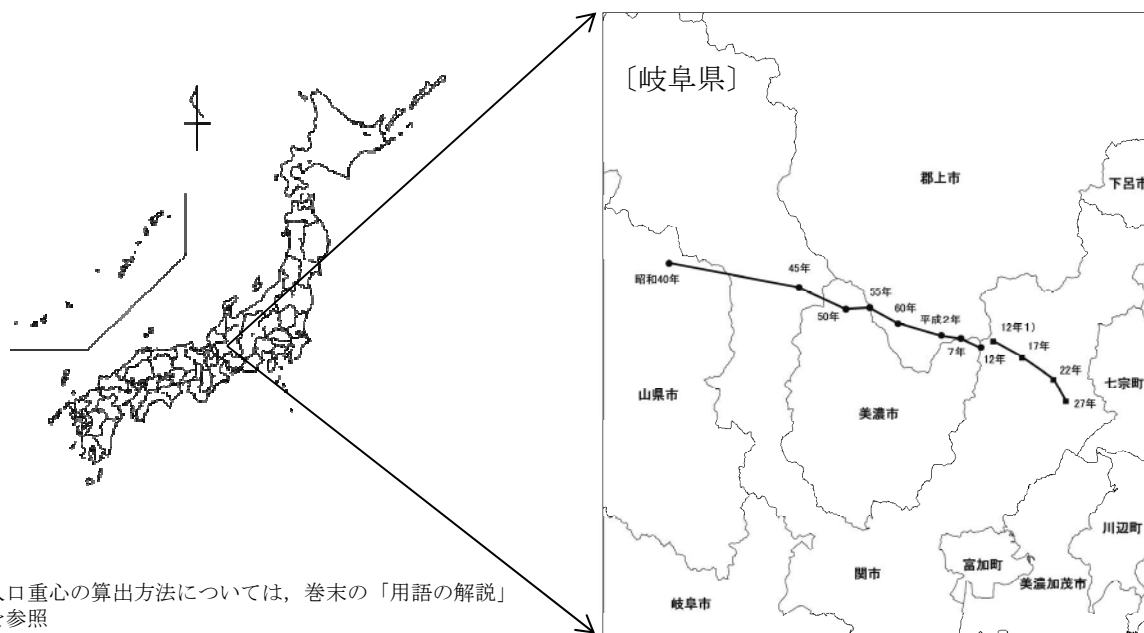 〔岐阜県〕
郡上市
下呂市
昭和40年
45年
50年
55年
60年
平成2年
7年
12年
12年1)
17年
22年
27年
山県市
美濃市
七宗町
川辺町
富加町
関市
美濃加茂市
岐阜市
人口重心の算出方法については，巻末の「用語の解説」
を参照